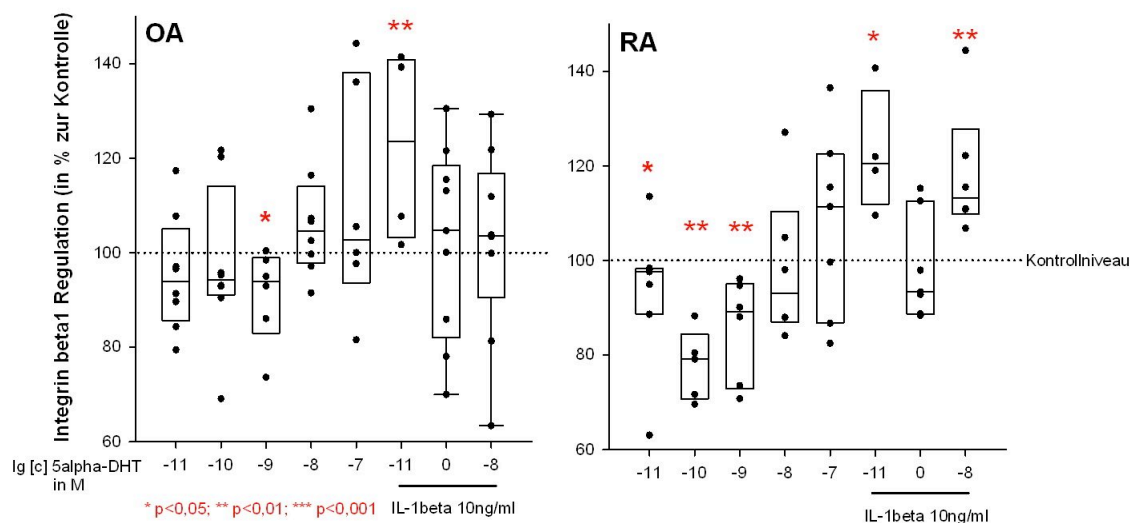 OA
**
*
Integrin beta1 Regulation (in % zur Kontrolle)
140
120
100
80
60
lg [c] 5alpha-DHT
in M
-11 -10 -9 -8 -7 -11 0 -8
* p<0,05; ** p<0,01; *** p<0,001
IL-1beta 10ng/ml
RA
* ** ** * **
140
120
100
80
60
Kontrollniveau
-11 -10 -9 -8 -7 -11 0 -8
IL-1beta 10ng/ml